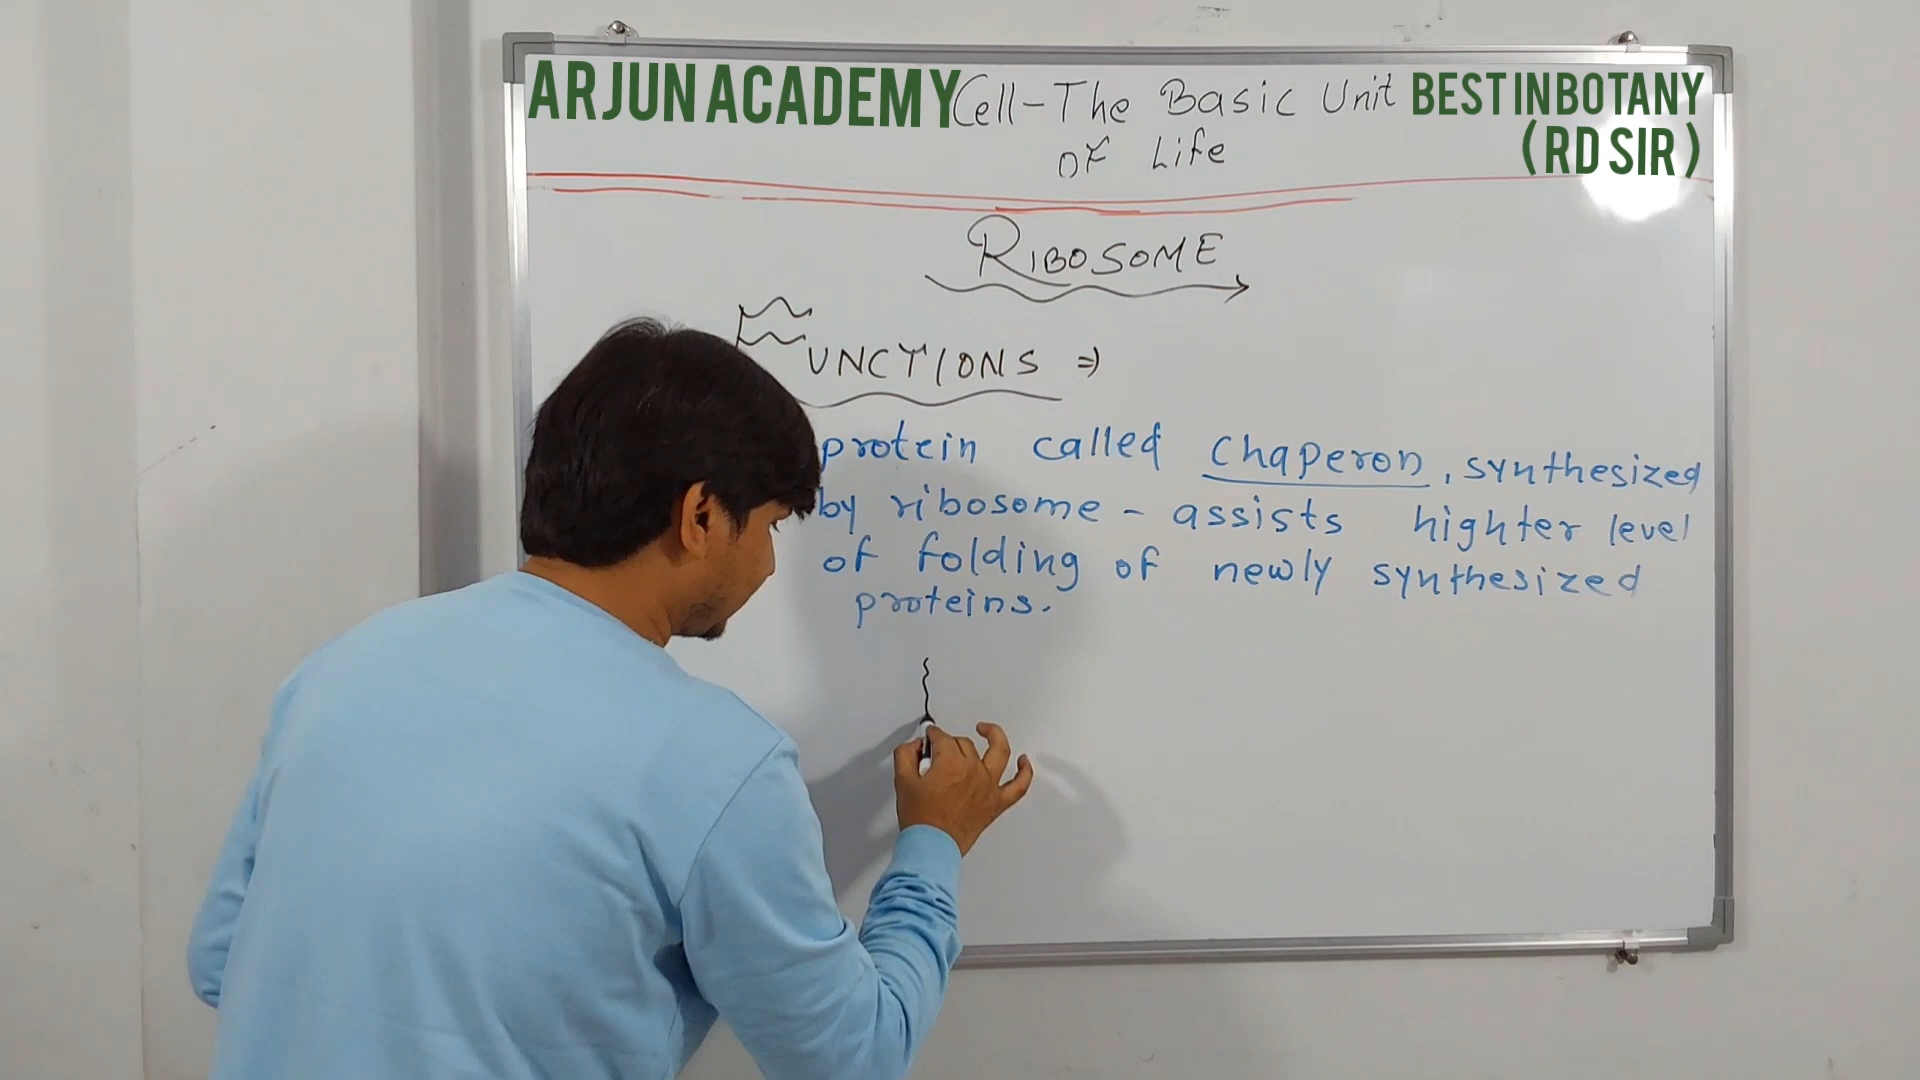 ARJUN ACADEMY
Cell-The Basic Unit
OF Life
BEST IN BOTANY
(RD SIR)
RIBOSOME
FUNCTIONS ⇒
protein called Chaperon, synthesized
by ribosome - assists highter level
of folding of newly synthesized
proteins.